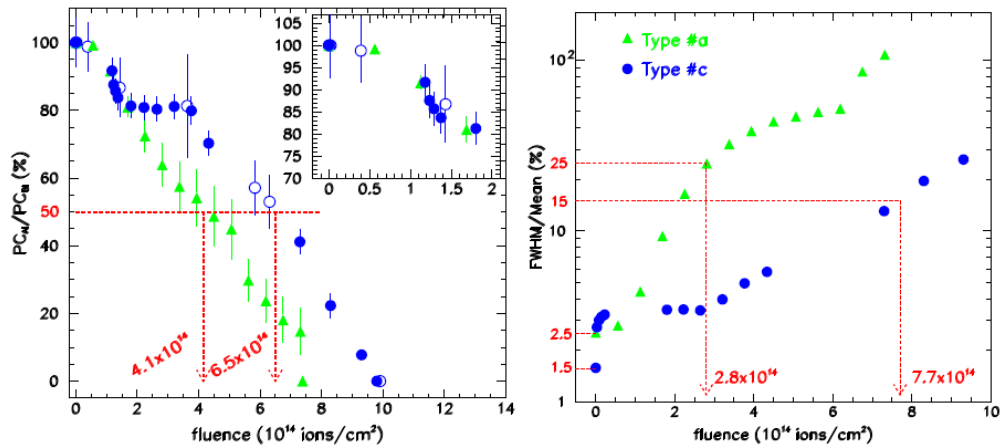 PC_Al/PC_Bl (%)
100
80
60
50
40
20
0
4.1x10¹⁴
6.5x10¹⁴
0 2 4 6 8 10 12 14
fluence (10¹⁴ ions/cm²)
105
100
95
90
85
80
75
70
0 0.5 1 1.5 2
FWHM/Mean (%)
10²
25
15
10
2.5
1.5
1
Type #a
Type #c
2.8x10¹⁴
7.7x10¹⁴
0 2 4 6 8 10
fluence (10¹⁴ ions/cm²)